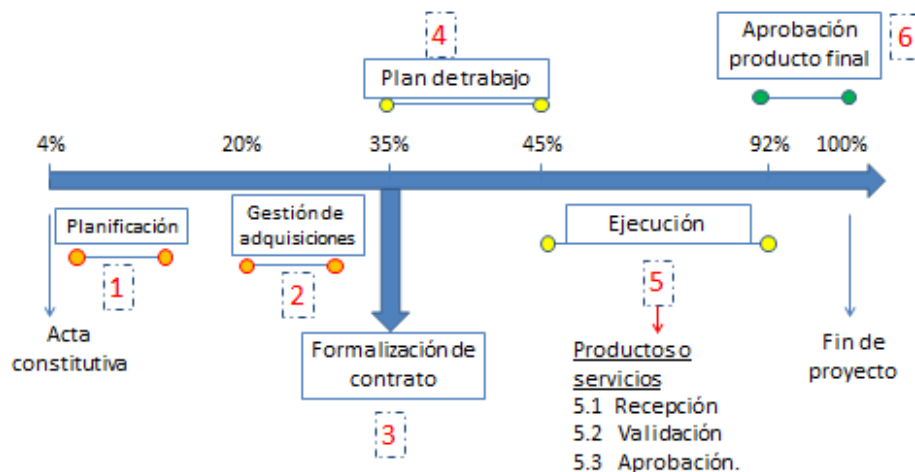 4
Plan de trabajo
Aprobación
producto final
6
4%
20%
35%
45%
92%
100%
Planificación
1
Gestión de
adquisiciones
2
Ejecución
5
Acta
constitutiva
Formalización de
contrato
3
Productos o
servicios
5.1 Recepción
5.2 Validación
5.3 Aprobación.
Fin de
proyecto